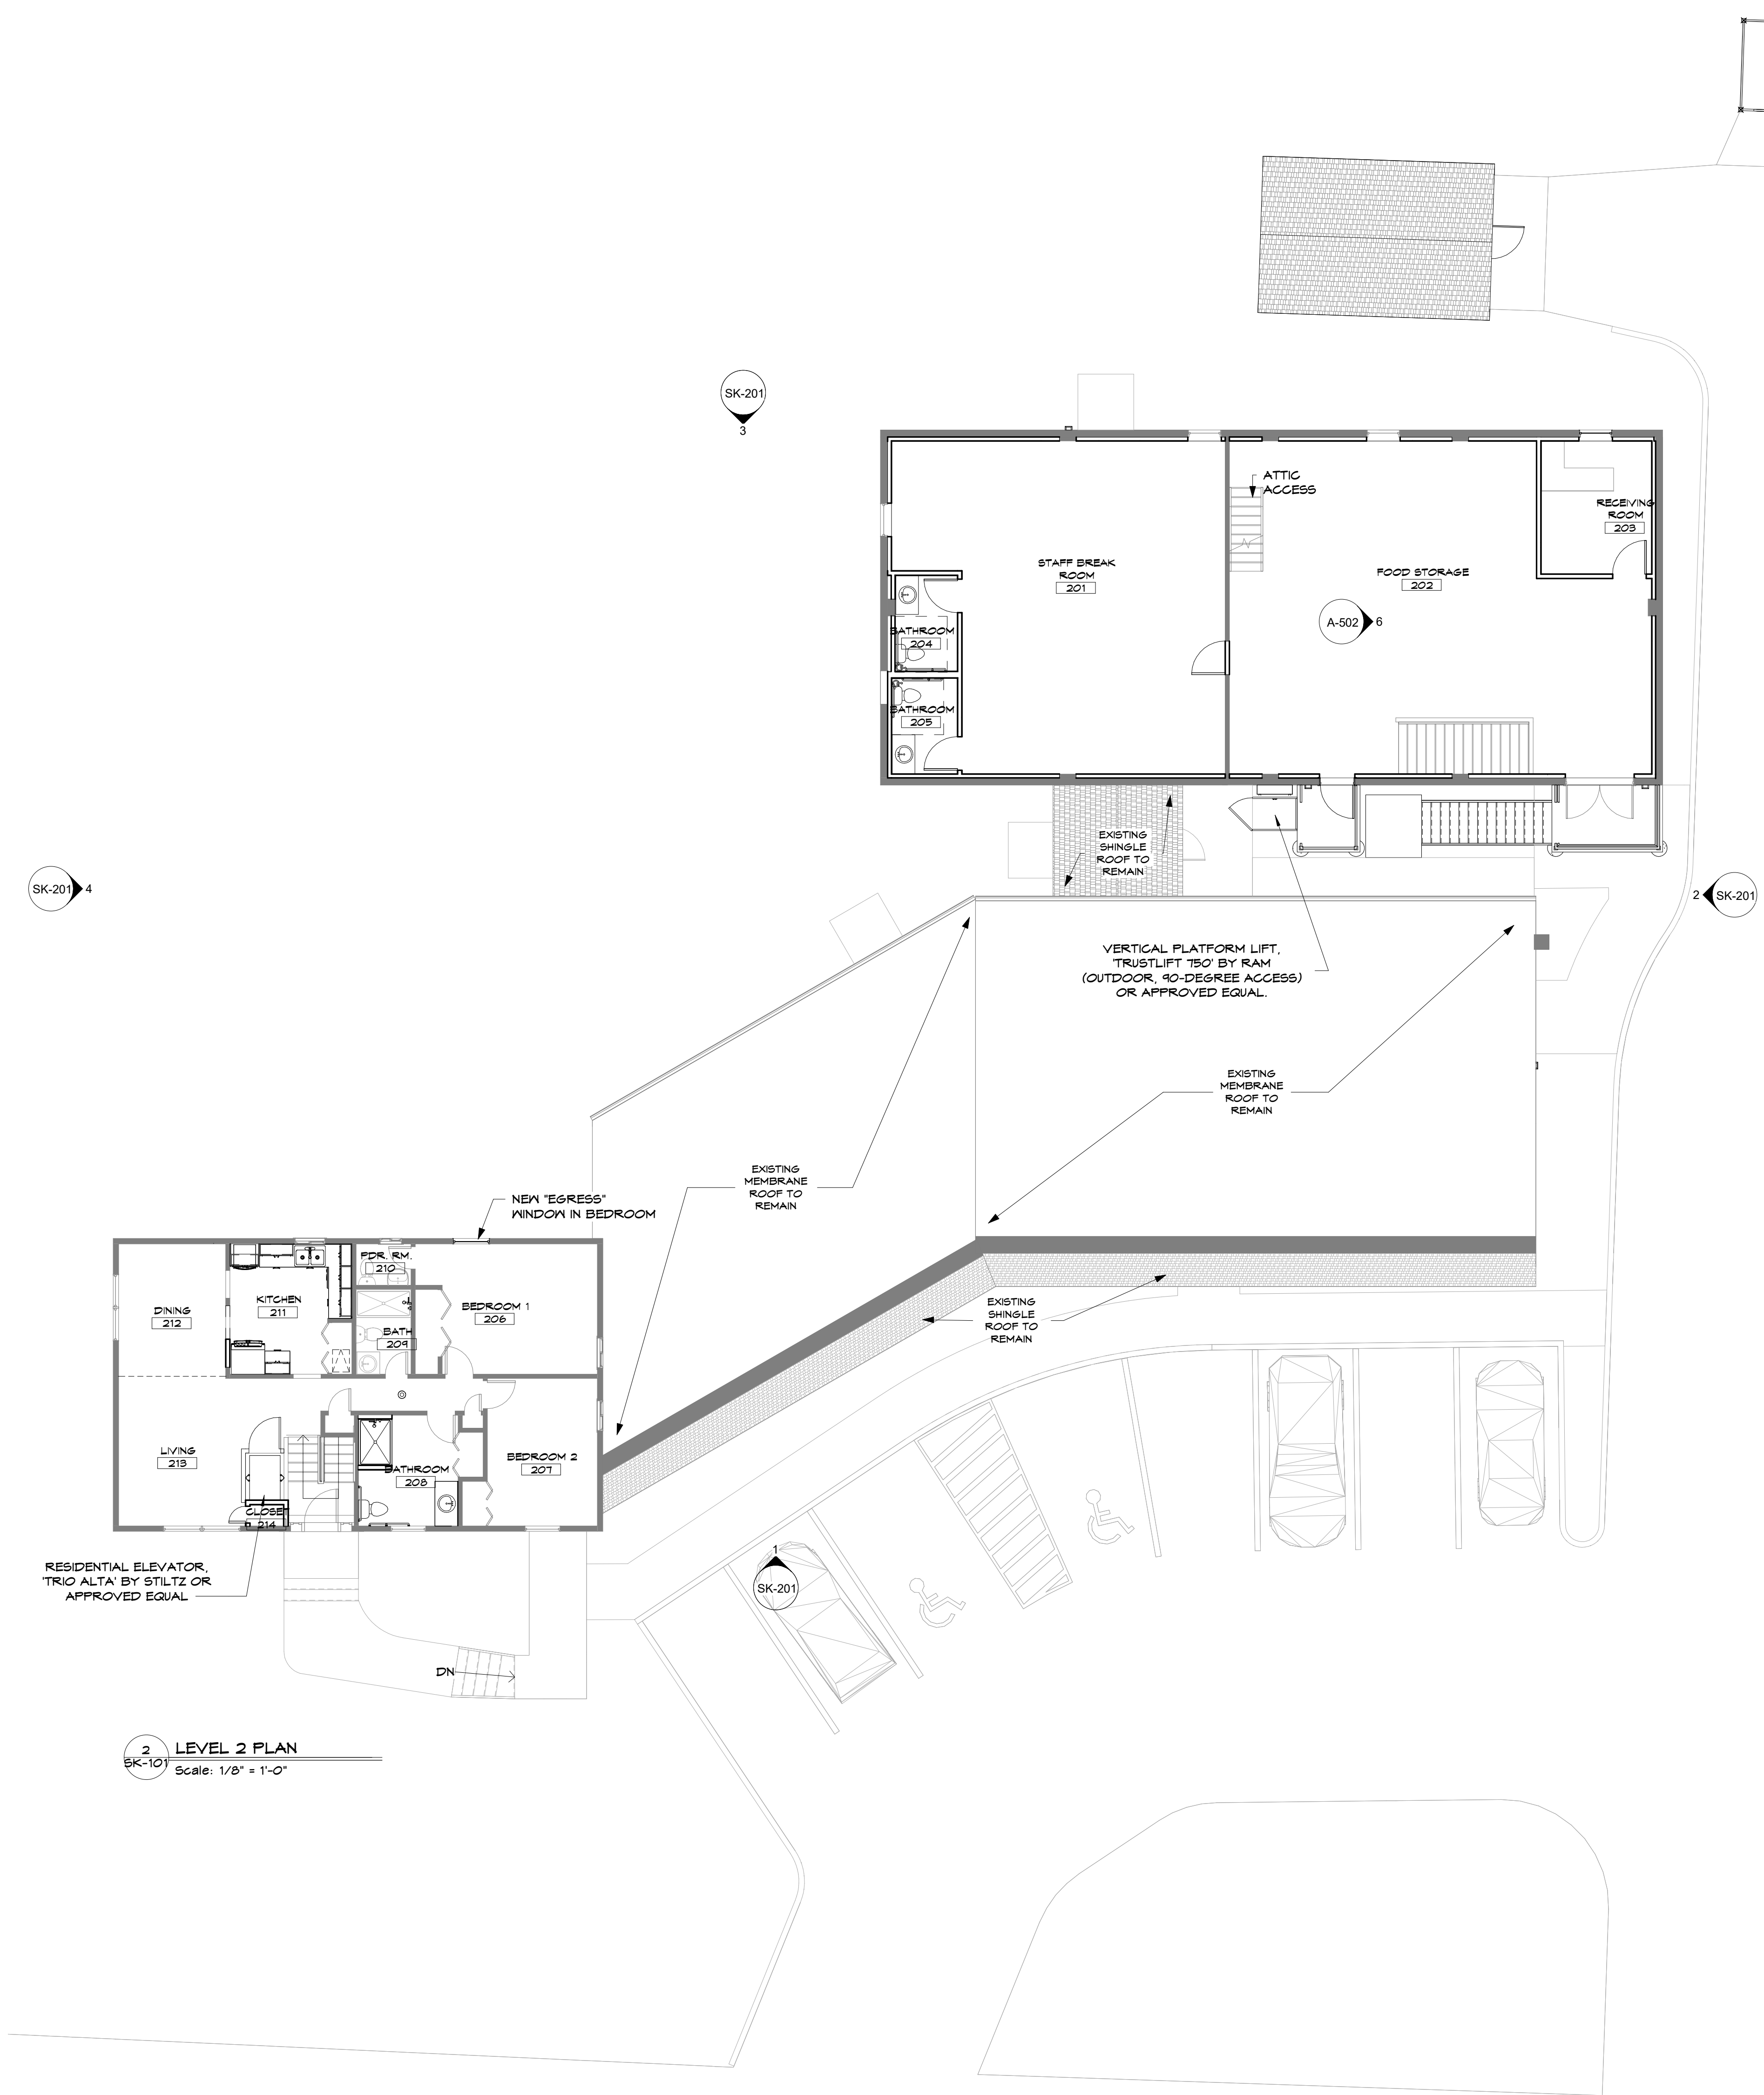 SK-201
3
ATTIC
ACCESS
RECEIVING
ROOM
203
STAFF BREAK
ROOM
201
FOOD STORAGE
202
A-502
6
BATHROOM
204
BATHROOM
205
EXISTING
SHINGLE
ROOF TO
REMAIN
SK-201
4
2
SK-201
VERTICAL PLATFORM LIFT,
'TRUSTLIFT 750' BY RAM
(OUTDOOR, 90-DEGREE ACCESS)
OR APPROVED EQUAL.
EXISTING
MEMBRANE
ROOF TO
REMAIN
EXISTING
MEMBRANE
ROOF TO
REMAIN
NEW "EGRESS"
WINDOW IN BEDROOM
PDR. RM.
210
KITCHEN
211
DINING
212
BEDROOM 1
206
BATH
209
EXISTING
SHINGLE
ROOF TO
REMAIN
LIVING
213
BATHROOM
208
BEDROOM 2
207
CLOSET
214
RESIDENTIAL ELEVATOR,
'TRIO ALTA' BY STILTZ OR
APPROVED EQUAL
1
SK-201
DN
2
SK-101
LEVEL 2 PLAN
Scale: 1/8" = 1'-0"